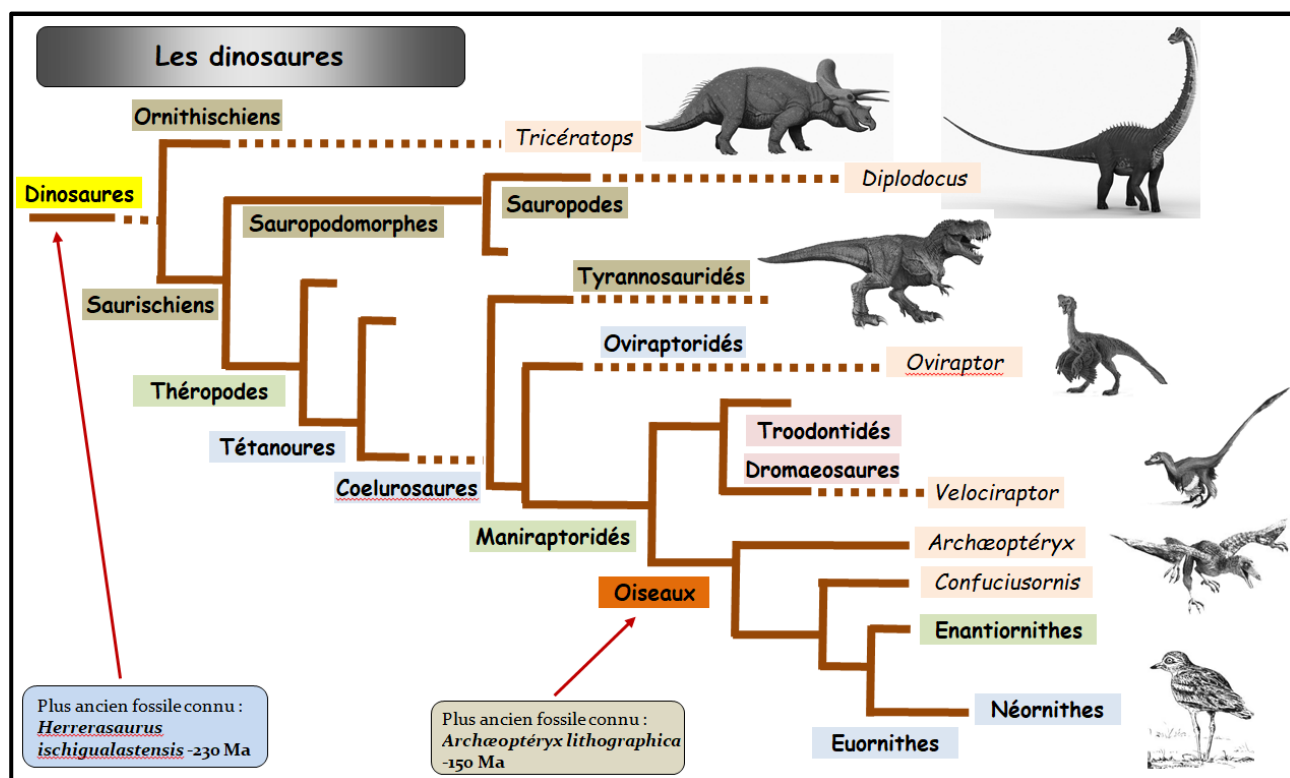 Les dinosaures
Ornithischiens
Tricératops
Dinosaures
Diplodocus
Sauropodes
Sauropodomorphes
Tyrannosauridés
Saurischiens
Oviraptoridés
Oviraptor
Théropodes
Troodontidés
Tétanoures
Dromaeosaures
Coelurosaures
Velociraptor
Maniraptoridés
Archæoptéryx
Confuciusornis
Oiseaux
Enantiornithes
Néornithes
Euornithes
Plus ancien fossile connu :
Herrerasaurus
ischigualastensis -230 Ma
Plus ancien fossile connu :
Archæoptéryx lithographica
-150 Ma